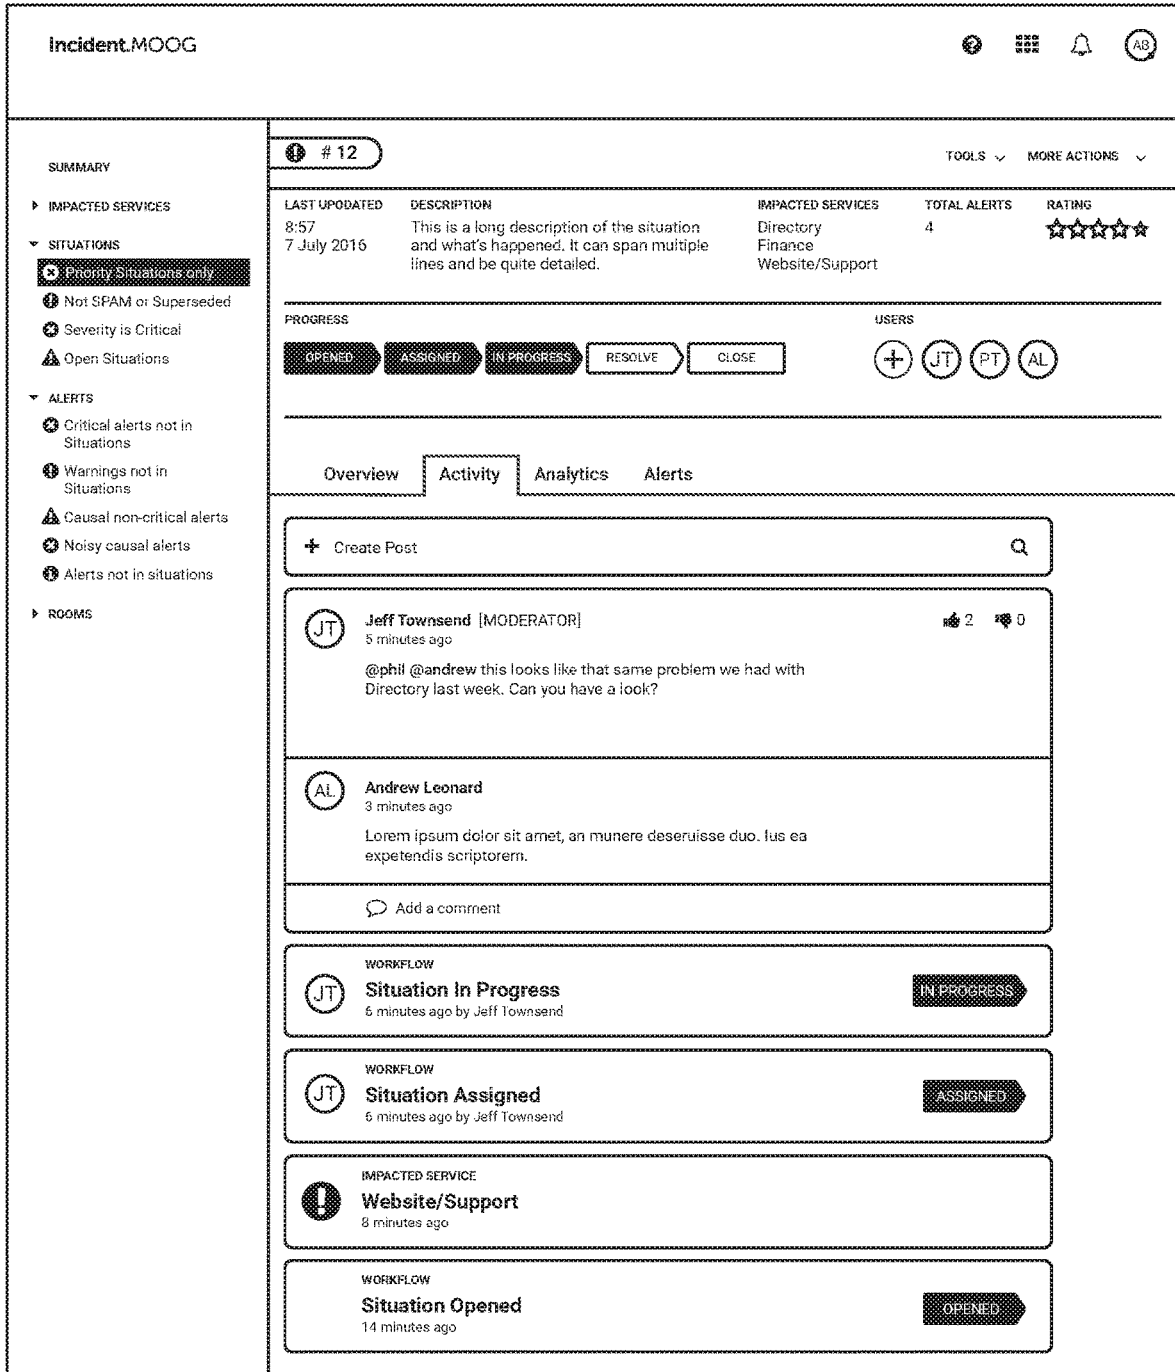 Incident.MOOG
AB
SUMMARY
IMPACTED SERVICES
SITUATIONS
Priority Situations only
Not SPAM or Superseded
Severity is Critical
Open Situations
ALERTS
Critical alerts not in
Situations
Warnings not in
Situations
Causal non-critical alerts
Noisy causal alerts
Alerts not in situations
ROOMS
# 12
TOOLS
MORE ACTIONS
LAST UPODATED
8:57
7 July 2016
DESCRIPTION
This is a long description of the situation
and what's happened. It can span multiple
lines and be quite detailed.
IMPACTED SERVICES
Directory
Finance
Website/Support
TOTAL ALERTS
4
RATING
PROGRESS
OPENED
ASSIGNED
IN PROGRESS
RESOLVE
CLOSE
USERS
JT
PT
AL
Overview
Activity
Analytics
Alerts
Create Post
JT
Jeff Townsend [MODERATOR]
2
0
5 minutes ago
@phil @andrew this looks like that same problem we had with
Directory last week. Can you have a look?
AL
Andrew Leonard
3 minutes ago
Lorem ipsum dolor sit amet, an munere deseruisse duo. Ius ea
expetendis scriptorem.
Add a comment
WORKFLOW
JT
Situation In Progress
6 minutes ago by Jeff Townsend
IN PROGRESS
WORKFLOW
JT
Situation Assigned
6 minutes ago by Jeff Townsend
ASSIGNED
IMPACTED SERVICE
Website/Support
8 minutes ago
WORKFLOW
Situation Opened
14 minutes ago
OPENED